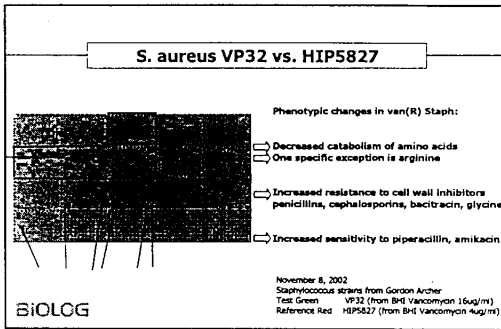 S. aureus VP32 vs. HIP5827
Phenotypic changes in van(R) Staph:
Decreased catabolism of amino acids
One specific exception is arginine
Increased resistance to cell wall inhibitors
penicillins, cephalosporins, bacitracin, glycine
Increased sensitivity to piperacillin, amikacin
November 8, 2002
Staphylococcus strains from Gordon Archer
Test Green VP32 (from BHI Vancomycin 16ug/ml)
Reference Red HIP5827 (from BHI Vancomycin 4ug/ml)
BiOLOG